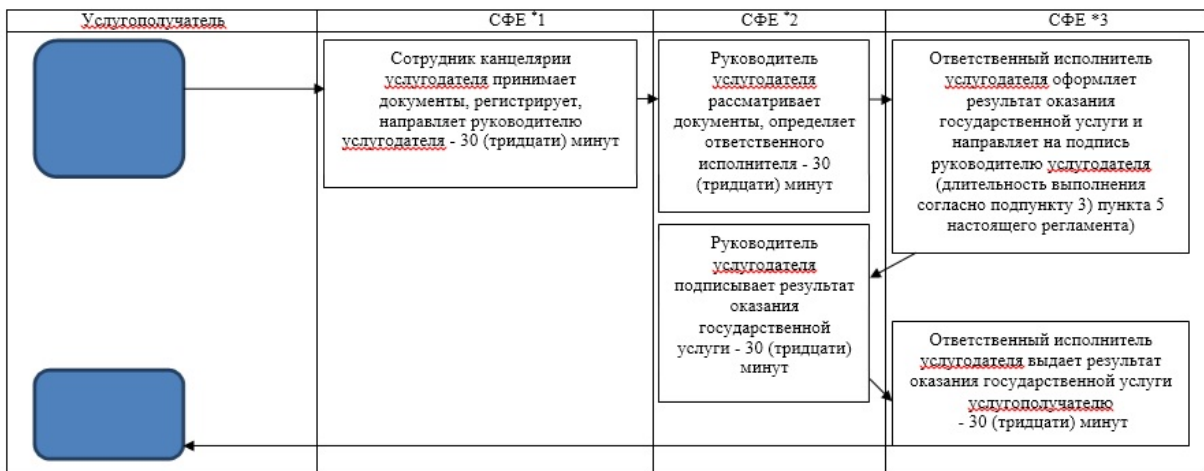 Услугополучатель
СФЕ *1
СФЕ *2
СФЕ *3
Сотрудник канцелярии
услугодателя принимает
документы, регистрирует,
направляет руководителю
услугодателя - 30 (тридцати) минут
Руководитель
услугодателя
рассматривает
документы, определяет
ответственного
исполнителя - 30
(тридцати) минут
Ответственный исполнитель
услугодателя оформляет
результат оказания
государственной услуги и
направляет на подпись
руководителю услугодателя
(длительность выполнения
согласно подпункту 3) пункта 5
настоящего регламента)
Руководитель
услугодателя
подписывает результат
оказания
государственной
услуги - 30 (тридцати)
минут
Ответственный исполнитель
услугодателя выдает результат
оказания государственной услуги
услугополучателю
- 30 (тридцати) минут